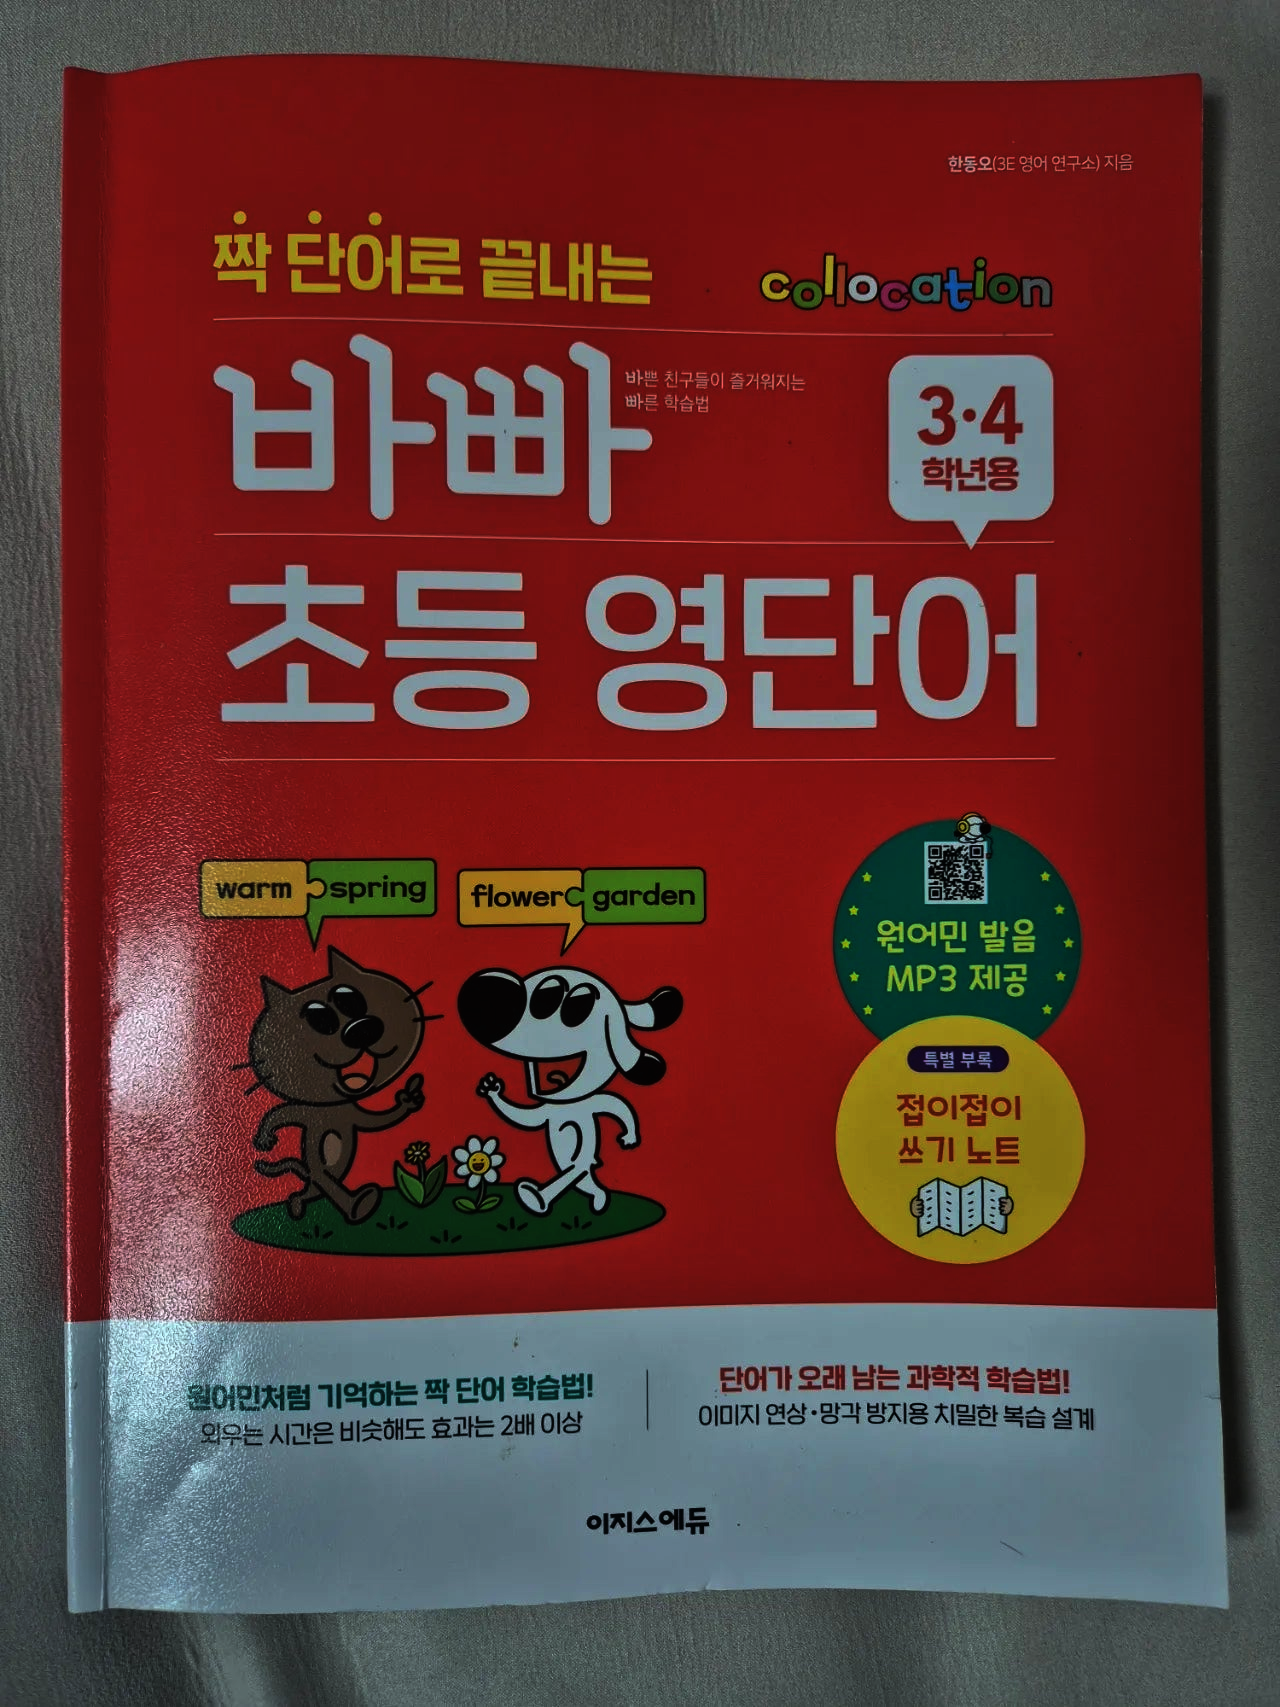 한동오(3E 영어 연구소) 지음
짝 단어로 끝내는
collocation
바빠
바쁜 친구들이 즐거워지는
빠른 학습법
3·4
학년용
초등 영단어
warm spring
flower garden
원어민 발음
MP3 제공
특별 부록
접이접이
쓰기 노트
원어민처럼 기억하는 짝 단어 학습법!
외우는 시간은 비슷해도 효과는 2배 이상
단어가 오래 남는 과학적 학습법!
이미지 연상·망각 방지용 치밀한 복습 설계
이지스에듀